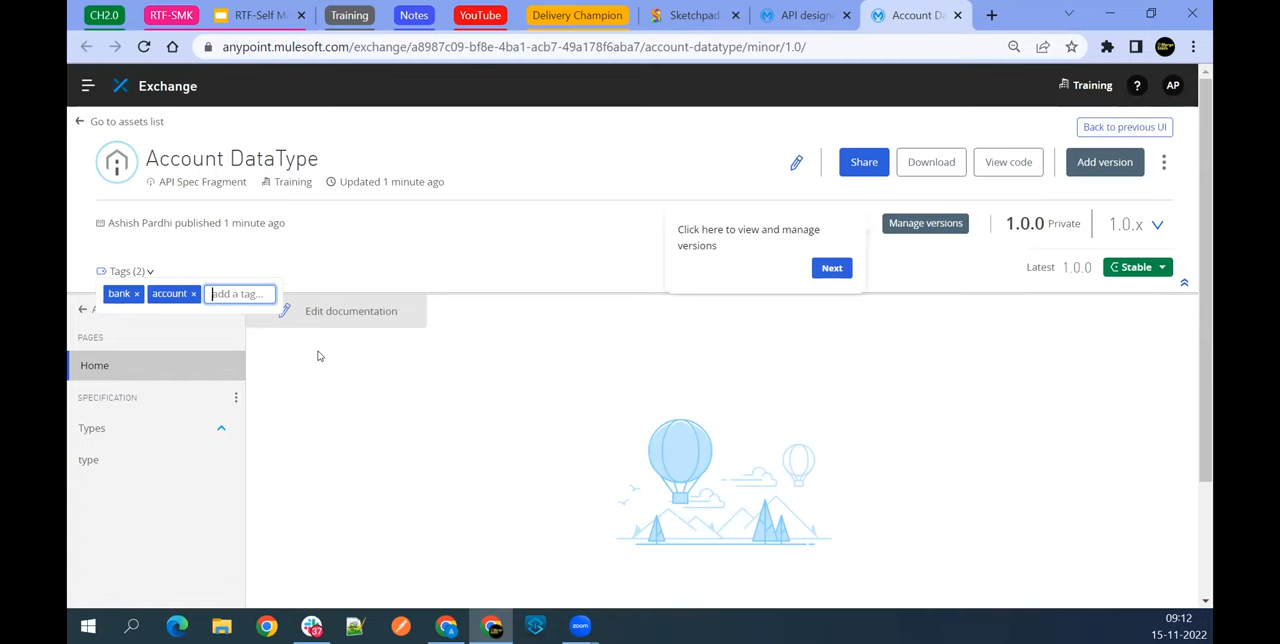 CH2.0
RTF-SMK
RTF-Self M
Training
Notes
YouTube
Delivery Champion
Sketchpad
API design
Account Da
anypoint.mulesoft.com/exchange/a8987c09-bf8e-4ba1-acb7-49a178f6aba7/account-datatype/minor/1.0/
Exchange
Training
?
AP
Go to assets list
Back to previous UI
Account DataType
Share
Download
View code
Add version
API Spec Fragment
Training
Updated 1 minute ago
Ashish Pardhi published 1 minute ago
Click here to view and manage
versions
Next
Manage versions
1.0.0 Private
1.0.x
Tags (2)
Latest 1.0.0
Stable
bank ×
account ×
add a tag...
Edit documentation
PAGES
Home
SPECIFICATION
Types
type
37
zoom
09:12
15-11-2022